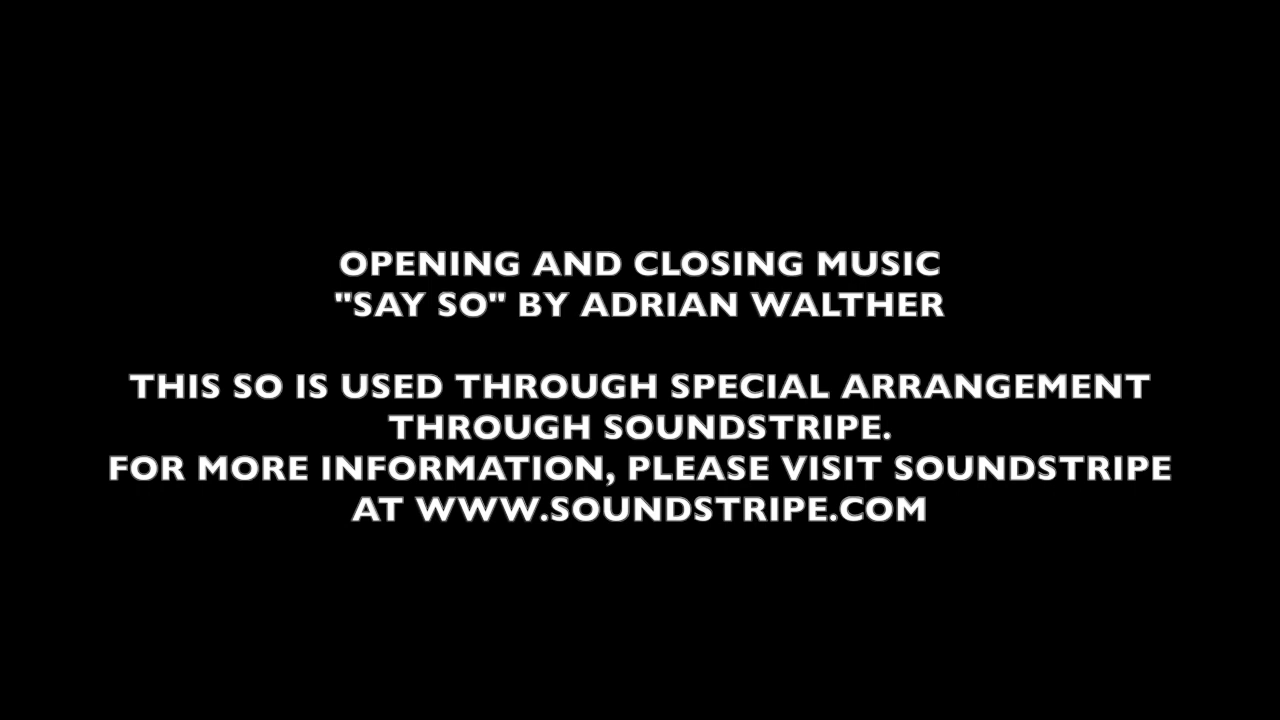 OPENING AND CLOSING MUSIC
"SAY SO" BY ADRIAN WALTHER
THIS SO IS USED THROUGH SPECIAL ARRANGEMENT
THROUGH SOUNDSTRIPE.
FOR MORE INFORMATION, PLEASE VISIT SOUNDSTRIPE
AT WWW.SOUNDSTRIPE.COM